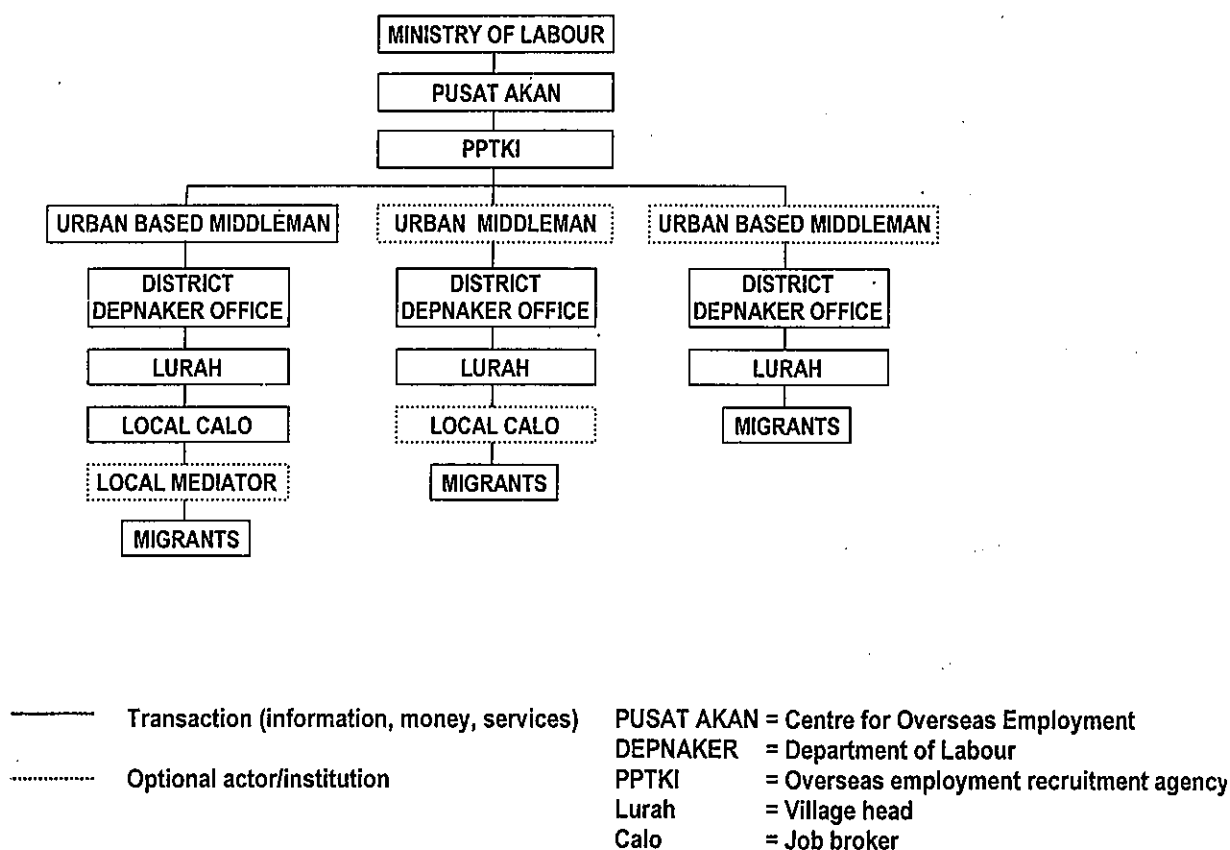 MINISTRY OF LABOUR
PUSAT AKAN
PPTKI
URBAN BASED MIDDLEMAN
URBAN MIDDLEMAN
URBAN BASED MIDDLEMAN
DISTRICT
DEPNAKER OFFICE
DISTRICT
DEPNAKER OFFICE
DISTRICT
DEPNAKER OFFICE
LURAH
LURAH
LURAH
LOCAL CALO
LOCAL CALO
MIGRANTS
LOCAL MEDIATOR
MIGRANTS
MIGRANTS
Transaction (information, money, services)
Optional actor/institution
PUSAT AKAN = Centre for Overseas Employment
DEPNAKER = Department of Labour
PPTKI = Overseas employment recruitment agency
Lurah = Village head
Calo = Job broker